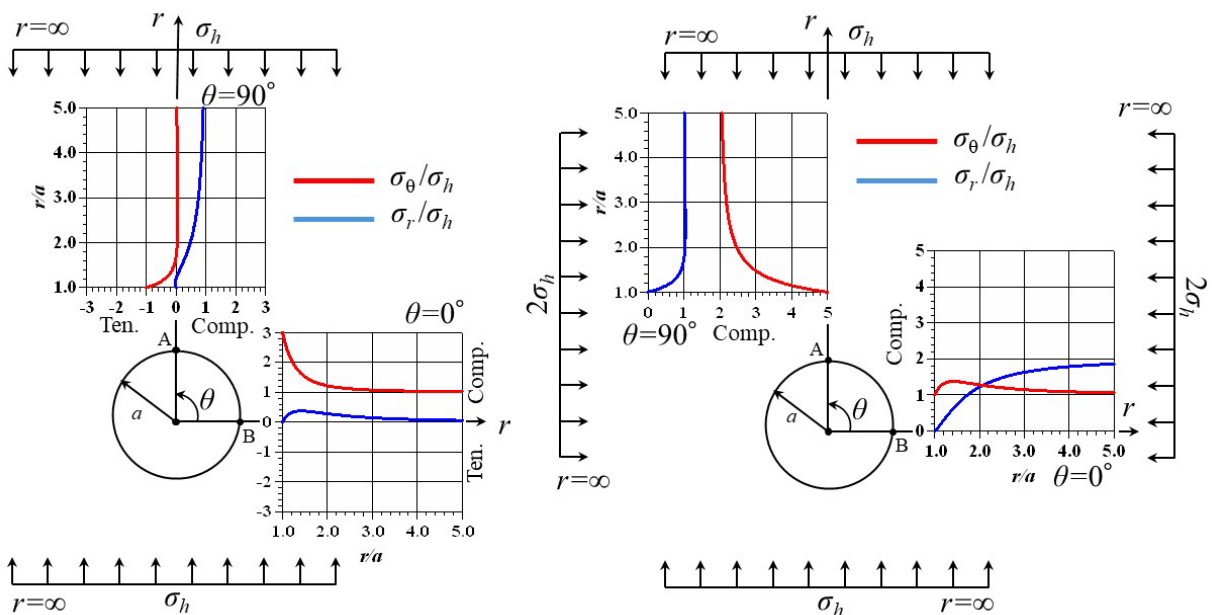 r=∞
r
σh
θ=90°
5.0
4.0
3.0
2.0
1.0
r/a
-3 -2 -1 0 1 2 3
Ten. Comp.
σθ/σh
σr/σh
A
a
θ
B
θ=0°
3
2
1
0
-1
-2
-3
Comp.
Ten.
r
1.0 2.0 3.0 4.0 5.0
r/a
r=∞
σh
r=∞
r
σh
r=∞
5.0
4.0
3.0
2.0
1.0
r/a
0 1 2 3 4 5
θ=90° Comp.
σθ/σh
σr/σh
2σh
r=∞
2σh
A
a
θ
B
5
4
3
2
1
0
Comp.
r
1.0 2.0 3.0 4.0 5.0
r/a θ=0°
σh
r=∞